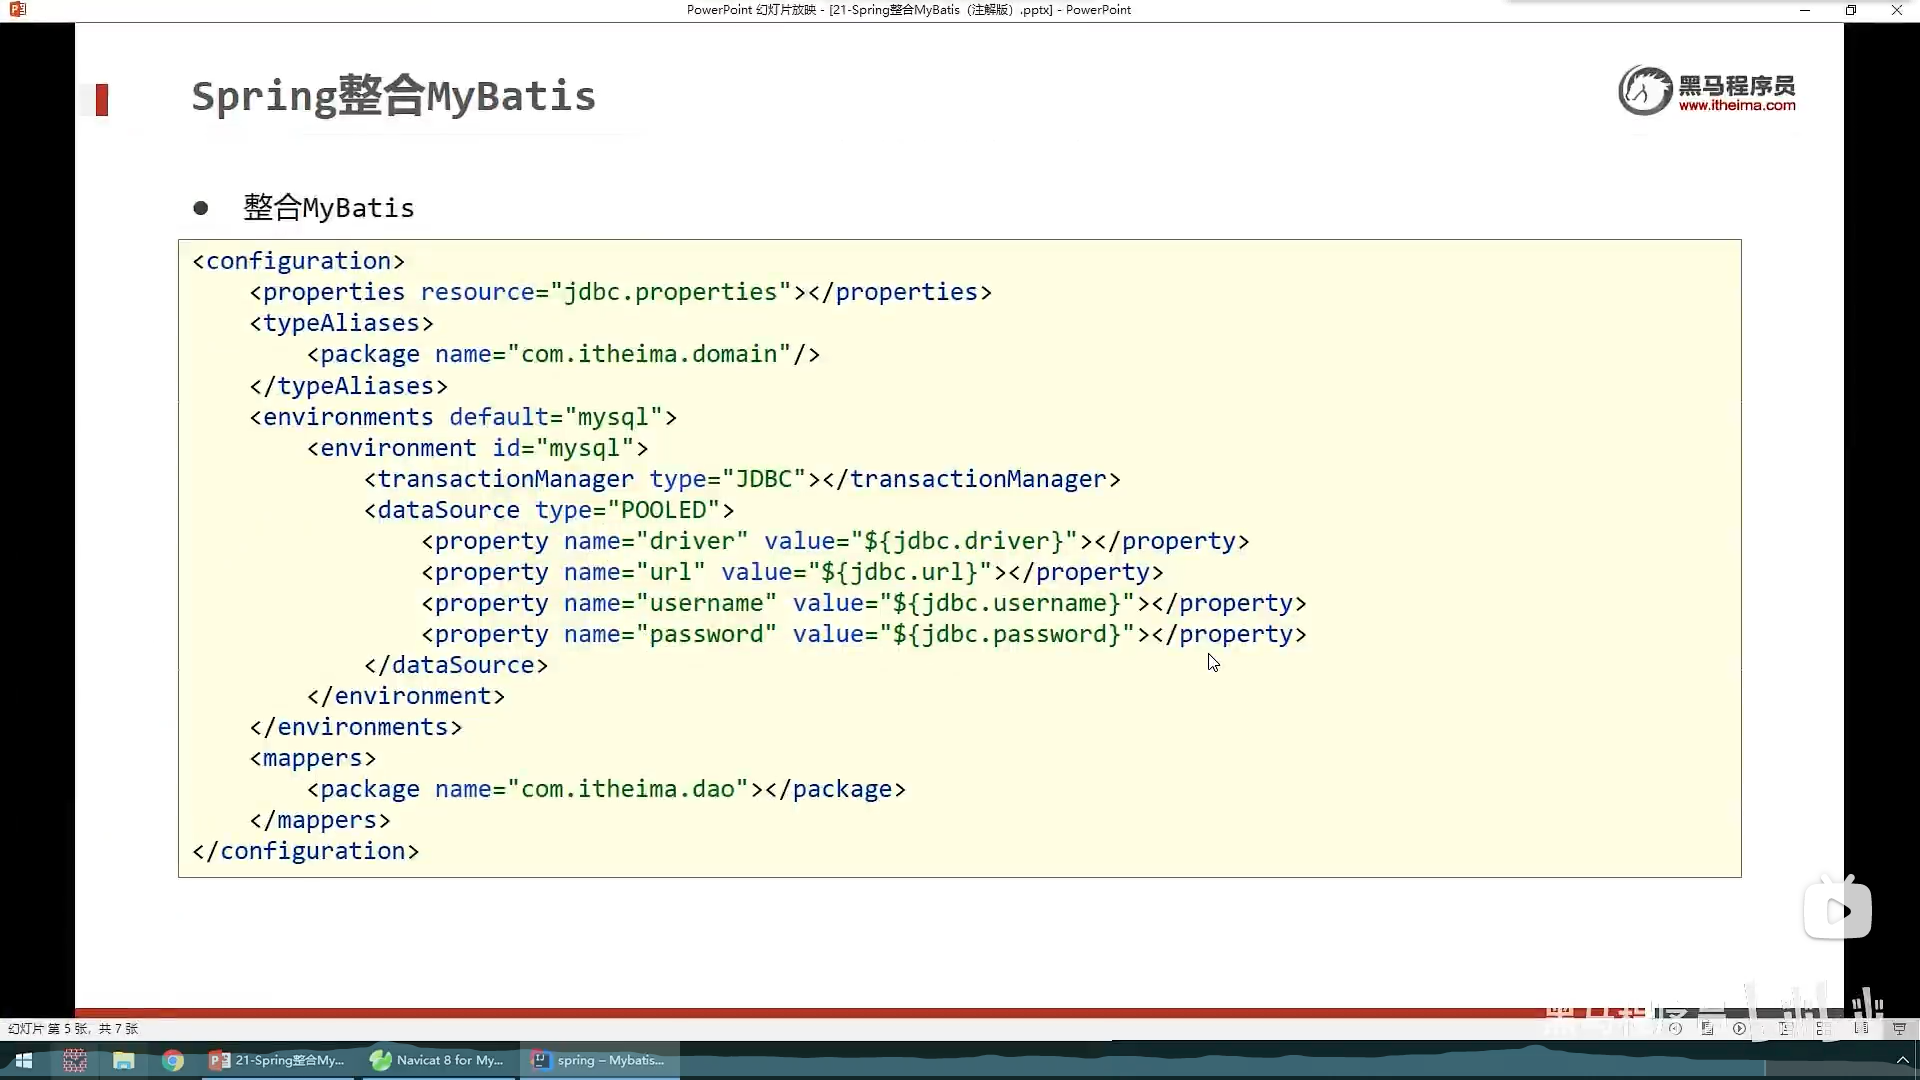 PowerPoint 幻灯片放映 - [21-Spring整合MyBatis（注解版）.pptx] - PowerPoint
Spring整合MyBatis
黑马程序员
www.itheima.com
● 整合MyBatis
<configuration>
    <properties resource="jdbc.properties"></properties>
    <typeAliases>
        <package name="com.itheima.domain"/>
    </typeAliases>
    <environments default="mysql">
        <environment id="mysql">
            <transactionManager type="JDBC"></transactionManager>
            <dataSource type="POOLED">
                <property name="driver" value="${jdbc.driver}"></property>
                <property name="url" value="${jdbc.url}"></property>
                <property name="username" value="${jdbc.username}"></property>
                <property name="password" value="${jdbc.password}"></property>
            </dataSource>
        </environment>
    </environments>
    <mappers>
        <package name="com.itheima.dao"></package>
    </mappers>
</configuration>
幻灯片 第 5 张，共 7 张
21-Spring整合My...
Navicat 8 for My...
spring – Mybatis...